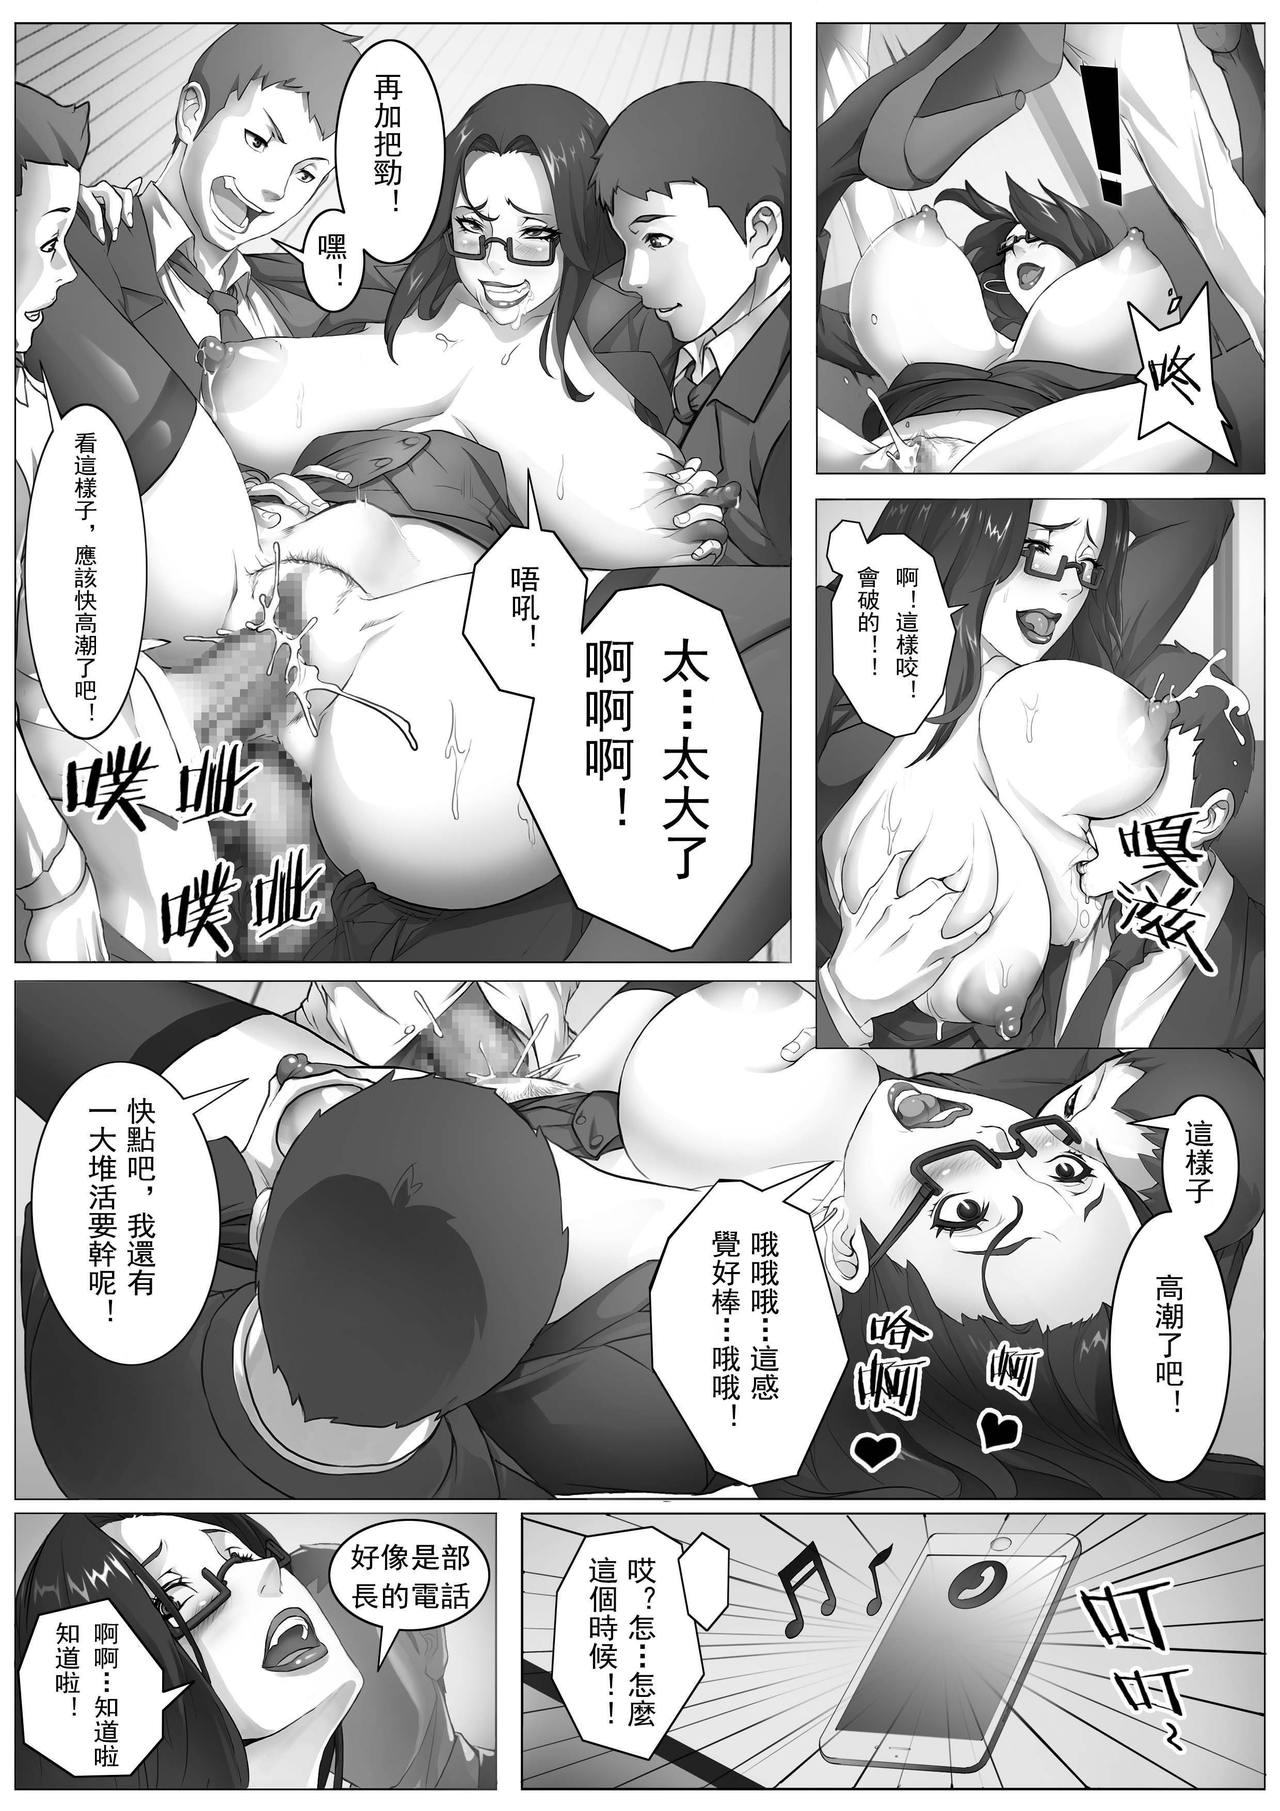 咚
啊！這樣咬！
會破的！！
嘎滋
再加把勁！
嘿！
看這樣子，應該快高潮了吧！
唔吼！
太…太大了
啊啊啊！
噗呲
噗呲
這樣子
高潮了吧！
哦哦哦…這感
覺好棒…哦哦！
哈啊
啊
快點吧，我還有
一大堆活要幹呢！
叮叮~
哎？怎…怎麼
這個時候！！
好像是部
長的電話
啊啊…知道啦
知道啦！